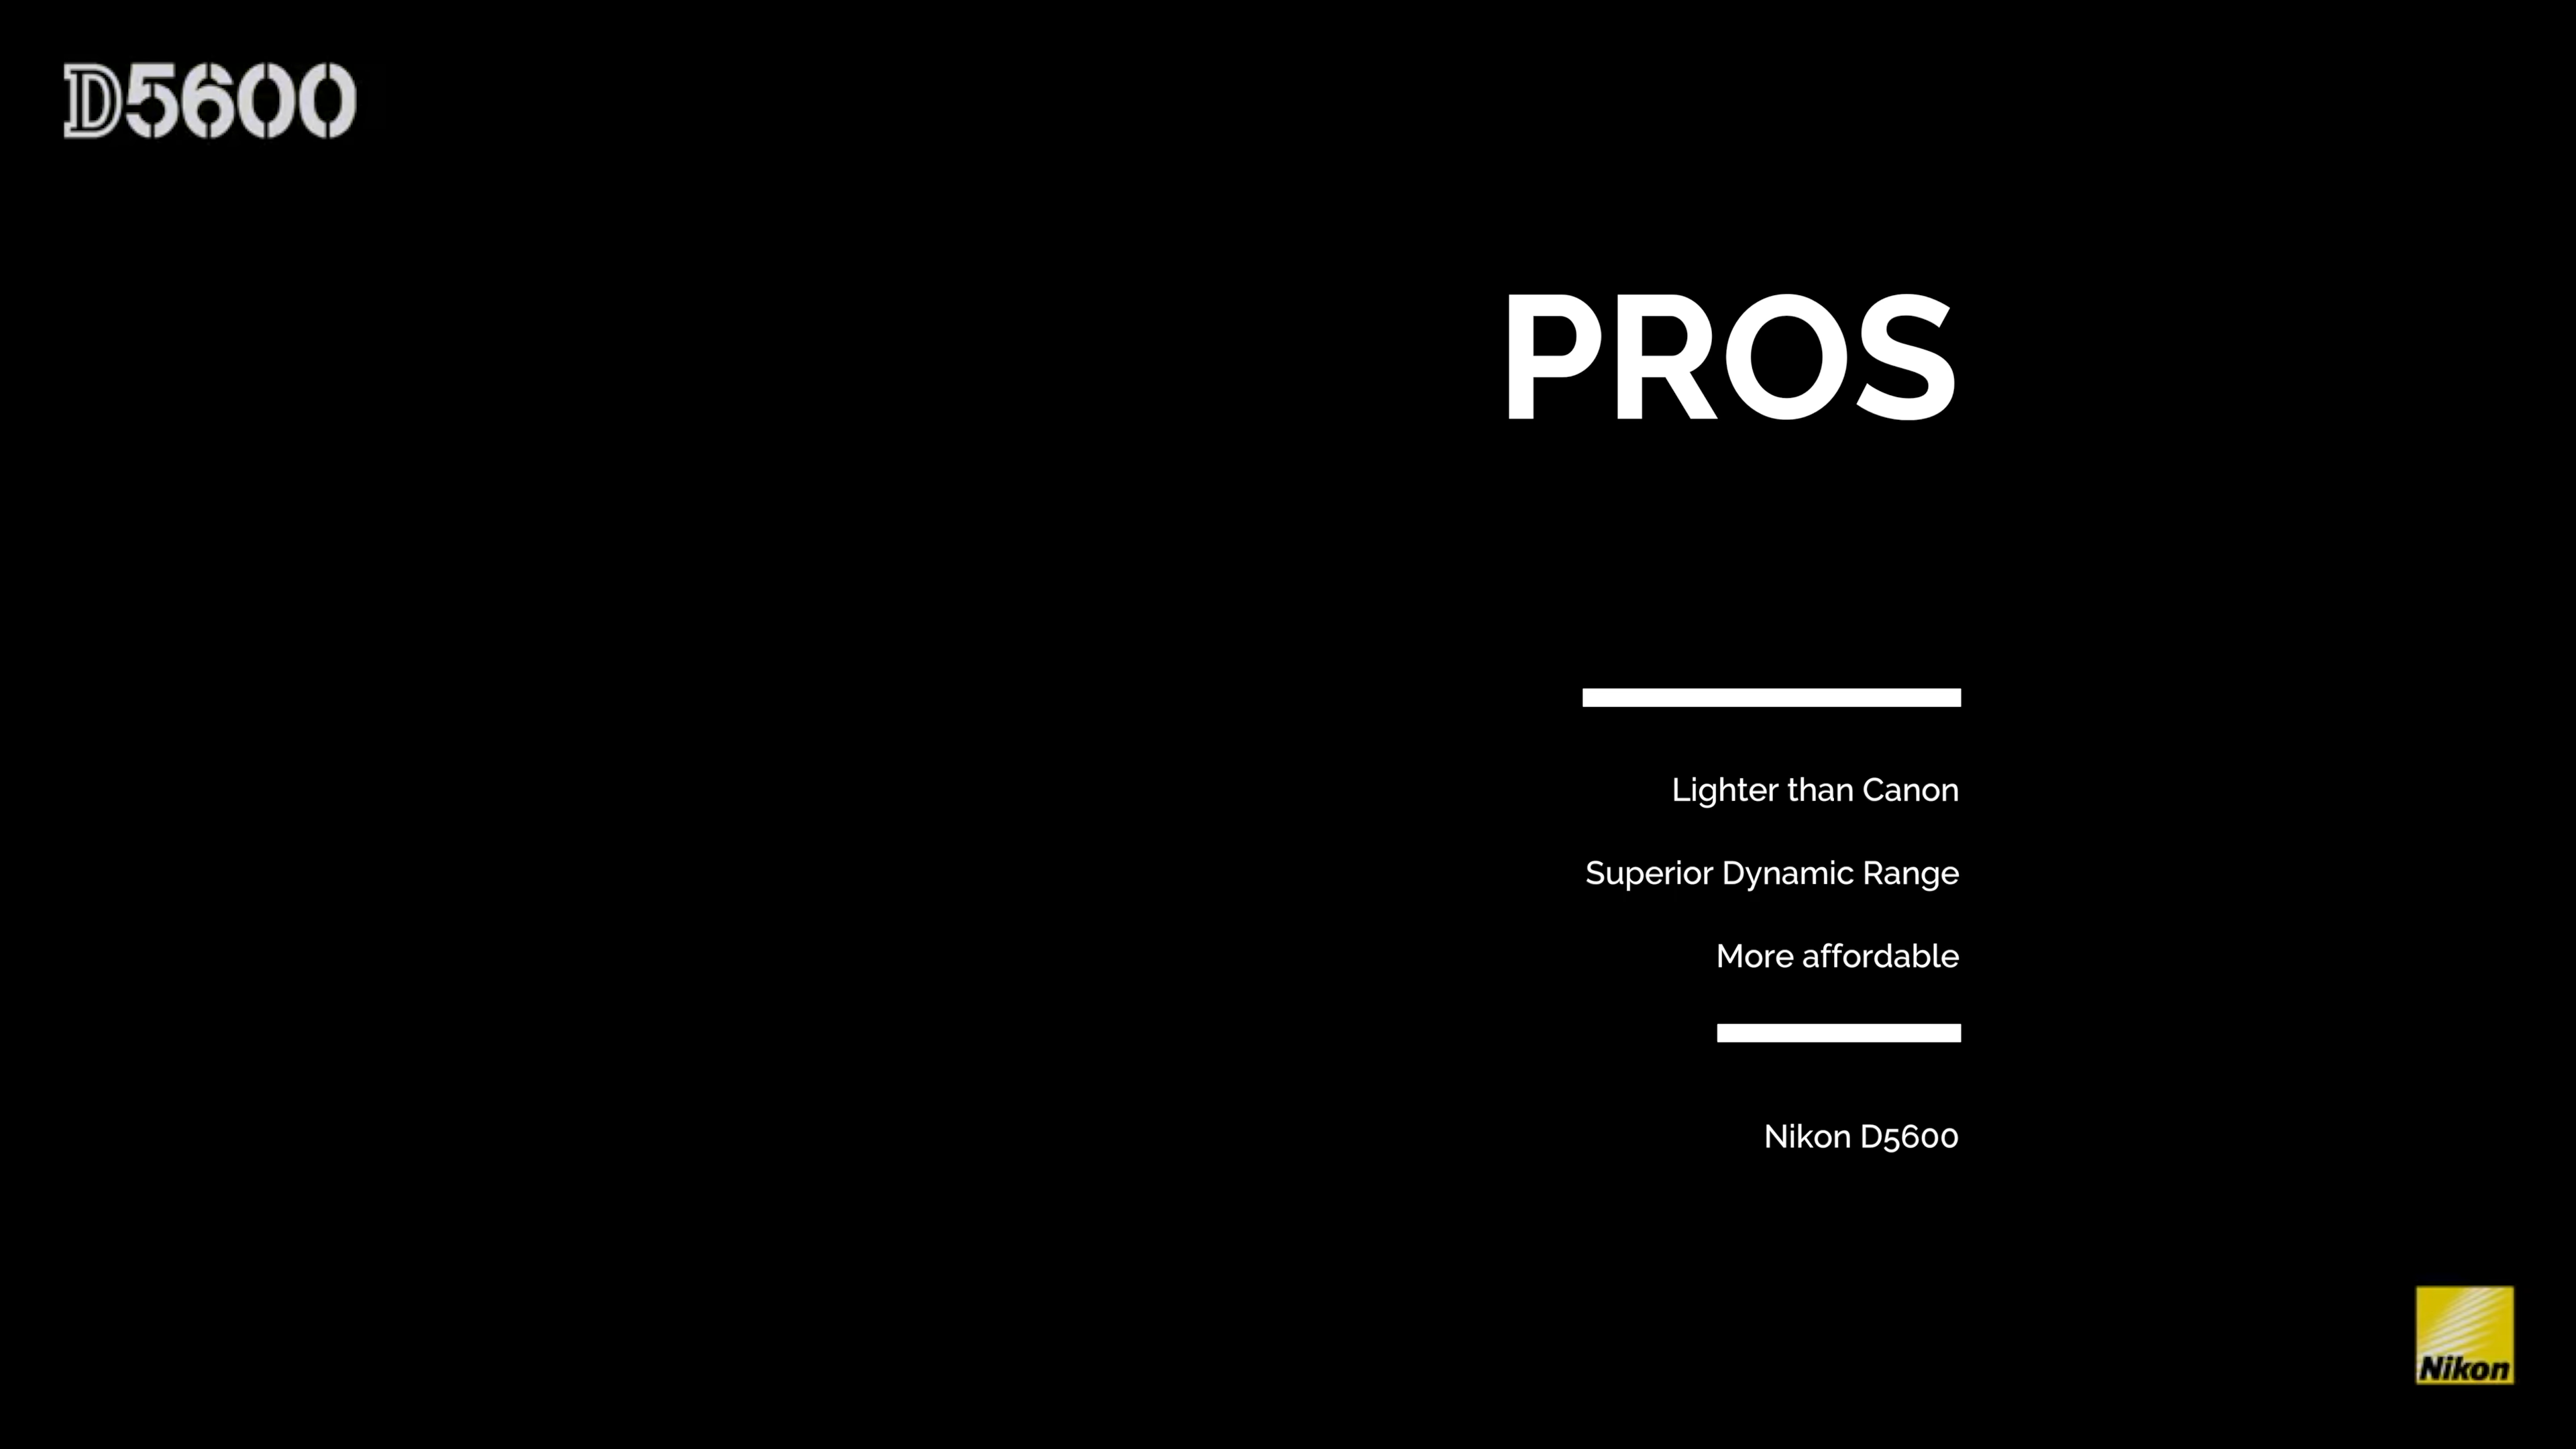 D5600
PROS
Lighter than Canon
Superior Dynamic Range
More affordable
Nikon D5600
Nikon